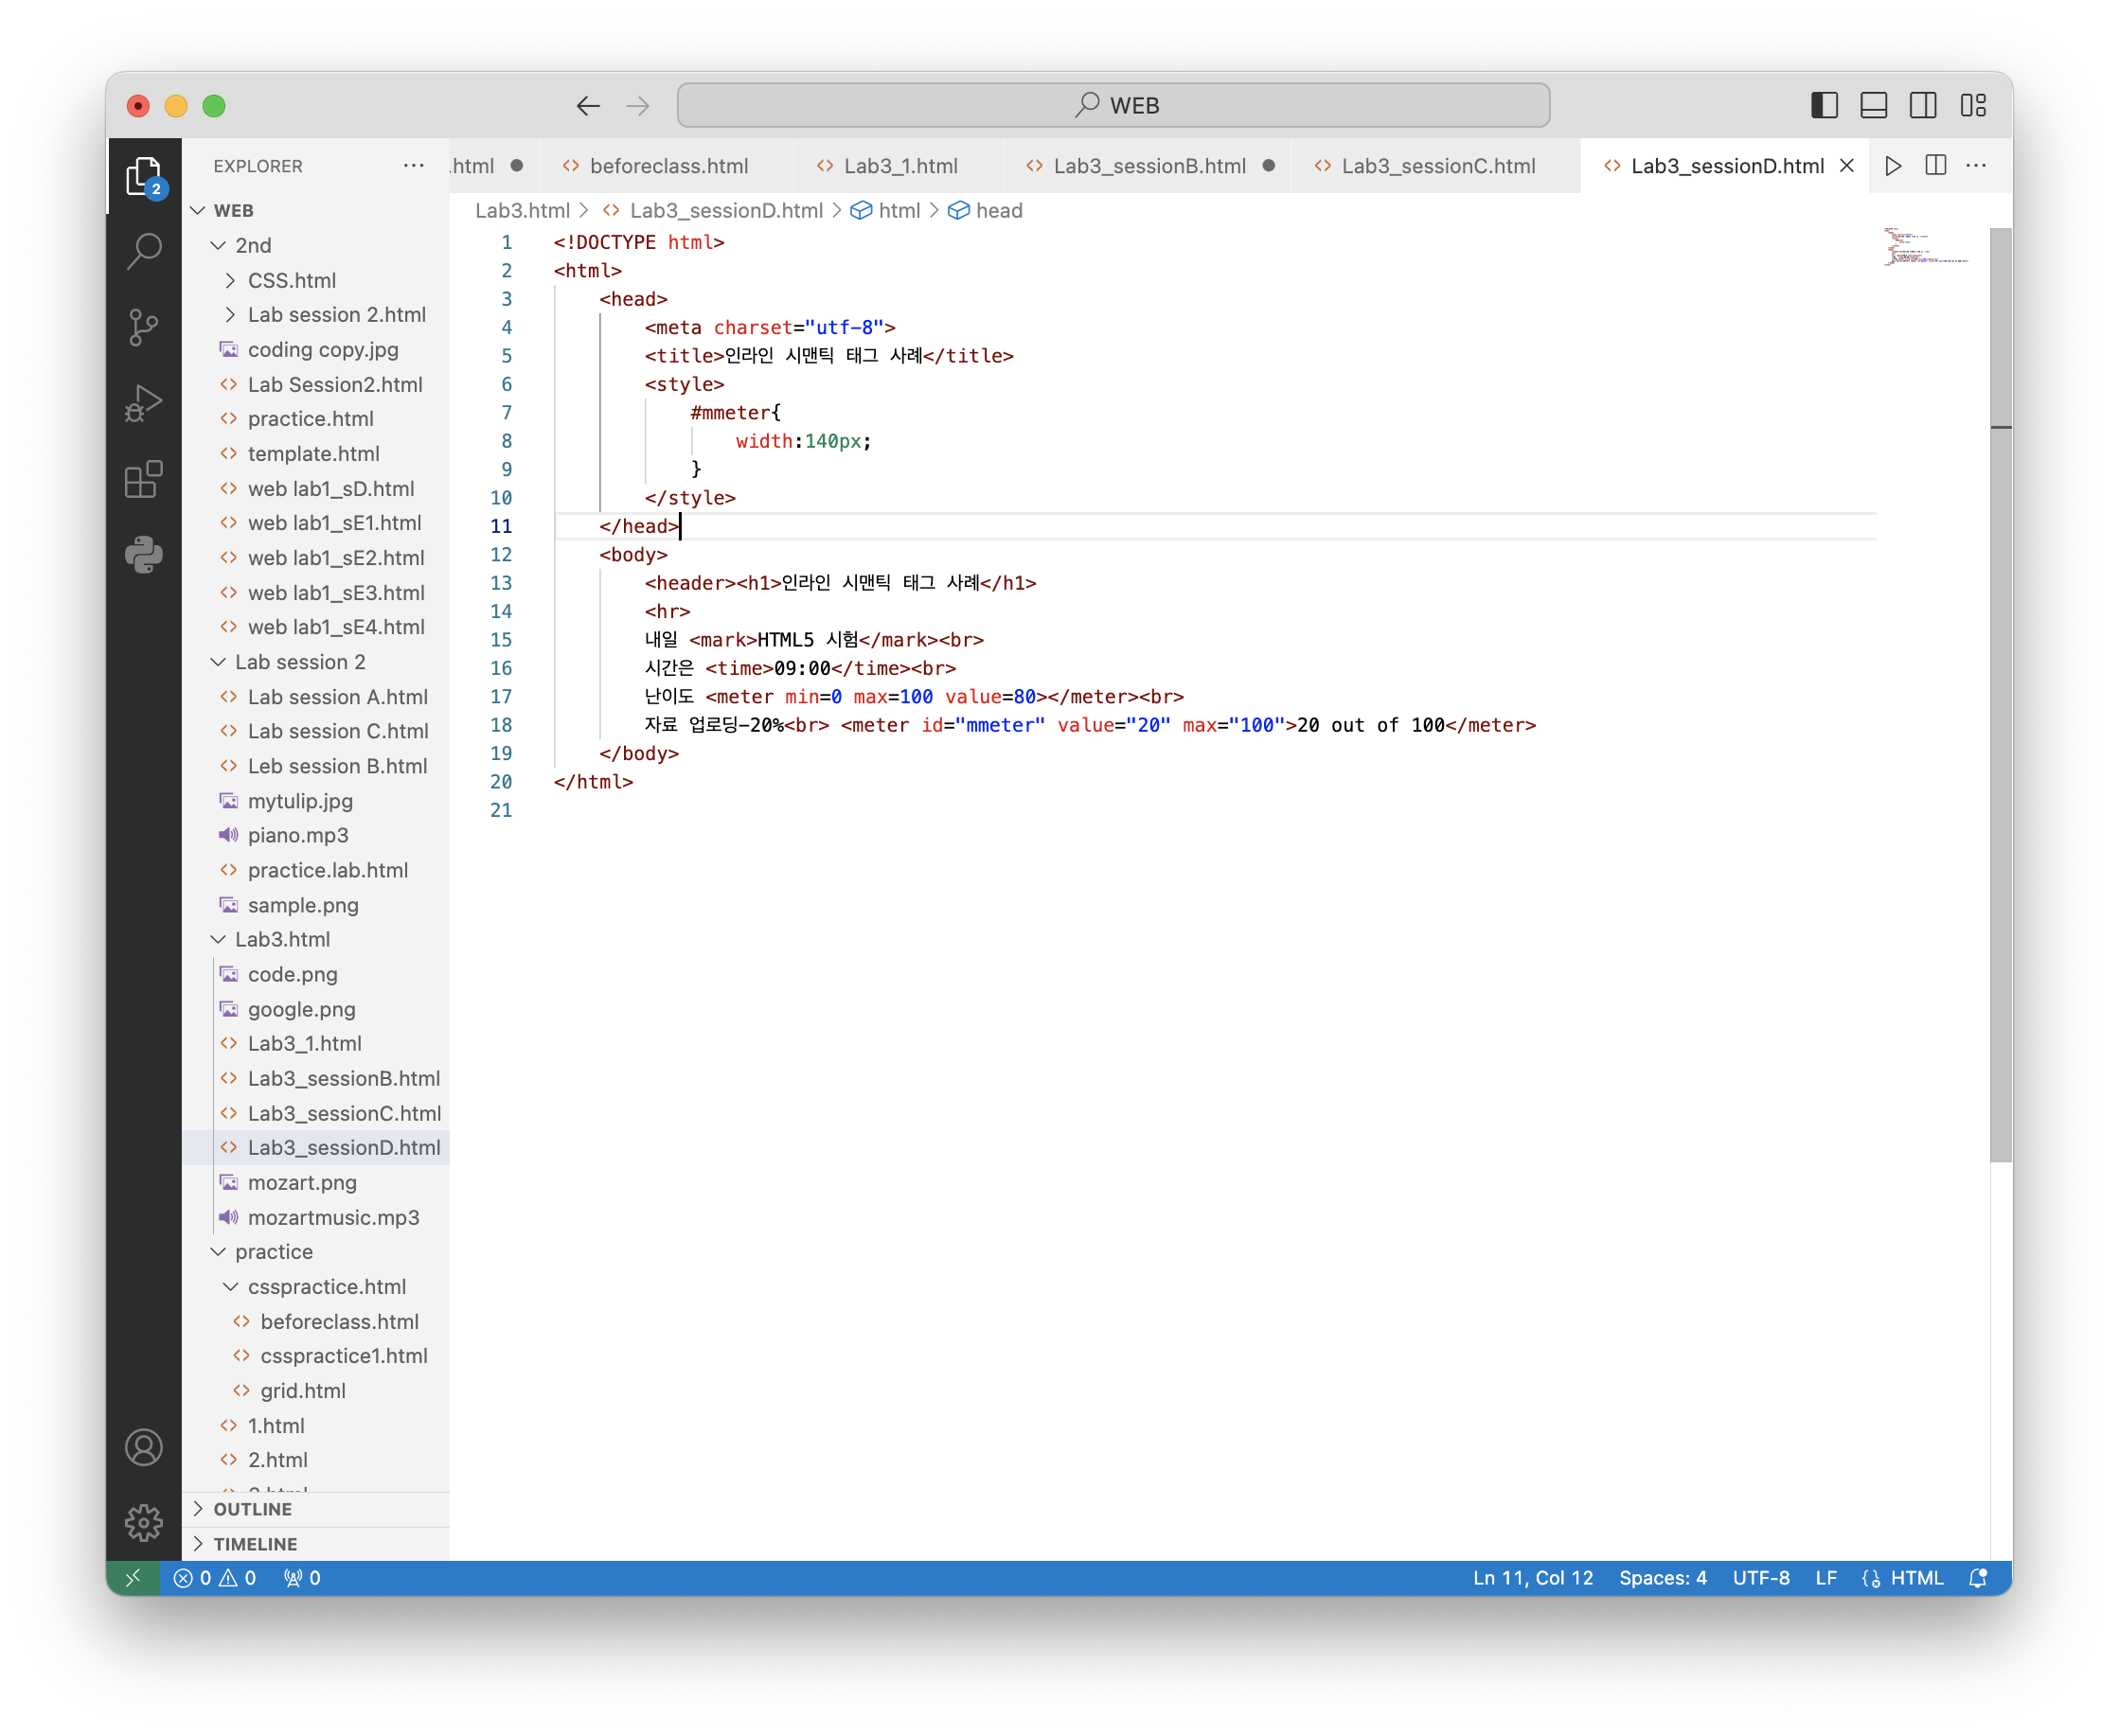 WEB
EXPLORER
.html
beforeclass.html
Lab3_1.html
Lab3_sessionB.html
Lab3_sessionC.html
Lab3_sessionD.html
2
WEB
2nd
CSS.html
Lab session 2.html
coding copy.jpg
Lab Session2.html
practice.html
template.html
web lab1_sD.html
web lab1_sE1.html
web lab1_sE2.html
web lab1_sE3.html
web lab1_sE4.html
Lab session 2
Lab session A.html
Lab session C.html
Leb session B.html
mytulip.jpg
piano.mp3
practice.lab.html
sample.png
Lab3.html
code.png
google.png
Lab3_1.html
Lab3_sessionB.html
Lab3_sessionC.html
Lab3_sessionD.html
mozart.png
mozartmusic.mp3
practice
csspractice.html
beforeclass.html
csspractice1.html
grid.html
1.html
2.html
OUTLINE
TIMELINE
Lab3.html > Lab3_sessionD.html > html > head
1 <!DOCTYPE html>
2 <html>
3 <head>
4 <meta charset="utf-8">
5 <title>인라인 시맨틱 태그 사례</title>
6 <style>
7 #mmeter{
8 width:140px;
9 }
10 </style>
11 </head>
12 <body>
13 <header><h1>인라인 시맨틱 태그 사례</h1>
14 <hr>
15 내일 <mark>HTML5 시험</mark><br>
16 시간은 <time>09:00</time><br>
17 난이도 <meter min=0 max=100 value=80></meter><br>
18 자료 업로딩-20%<br> <meter id="mmeter" value="20" max="100">20 out of 100</meter>
19 </body>
20 </html>
21
0 0 0
Ln 11, Col 12 Spaces: 4 UTF-8 LF HTML